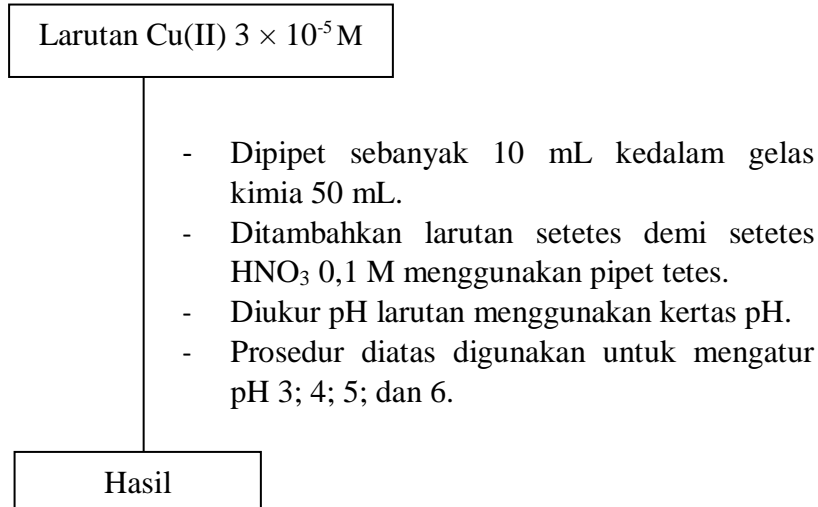 Larutan Cu(II) 3 × 10⁻⁵ M
- Dipipet sebanyak 10 mL kedalam gelas
kimia 50 mL.
- Ditambahkan larutan setetes demi setetes
HNO₃ 0,1 M menggunakan pipet tetes.
- Diukur pH larutan menggunakan kertas pH.
- Prosedur diatas digunakan untuk mengatur
pH 3; 4; 5; dan 6.
Hasil